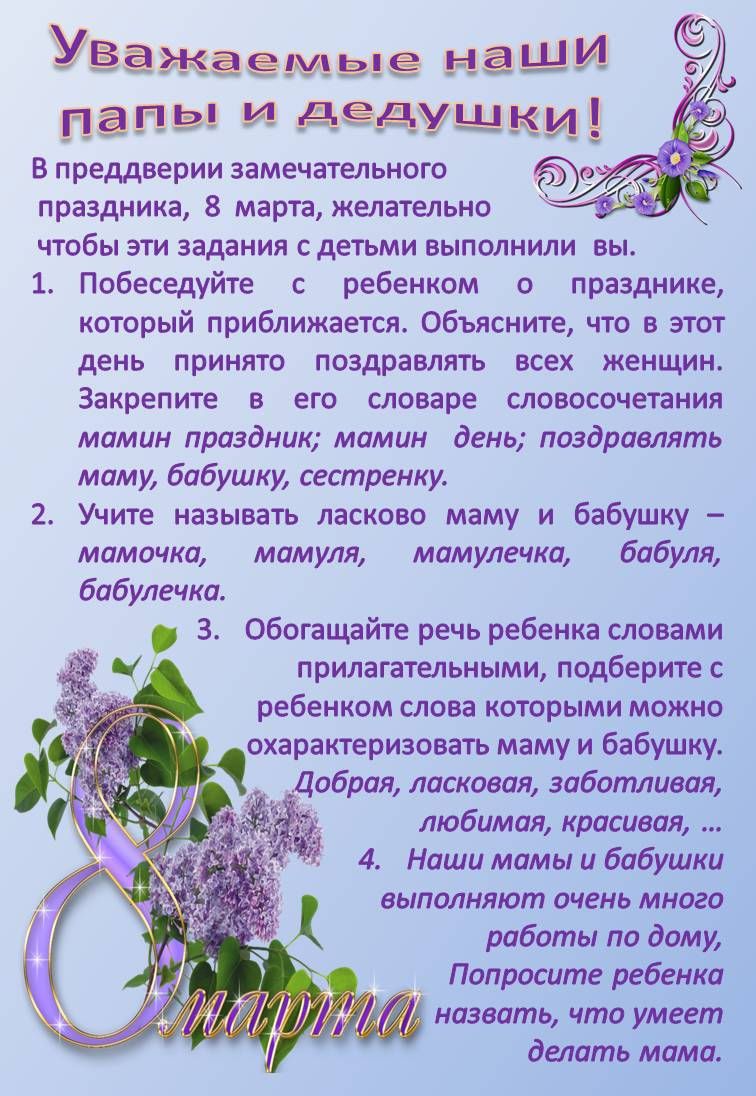 Уважаемые наши
папы и дедушки!
В преддверии замечательного
праздника, 8 марта, желательно
чтобы эти задания с детьми выполнили вы.
1. Побеседуйте с ребенком о празднике,
который приближается. Объясните, что в этот
день принято поздравлять всех женщин.
Закрепите в его словаре словосочетания
мамин праздник; мамин день; поздравлять
маму, бабушку, сестренку.
2. Учите называть ласково маму и бабушку –
мамочка, мамуля, мамулечка, бабуля,
бабулечка.
3. Обогащайте речь ребенка словами
прилагательными, подберите с
ребенком слова которыми можно
охарактеризовать маму и бабушку.
Добрая, ласковая, заботливая,
любимая, красивая, ...
4. Наши мамы и бабушки
выполняют очень много
работы по дому,
Попросите ребенка
назвать, что умеет
делать мама.
8 марта